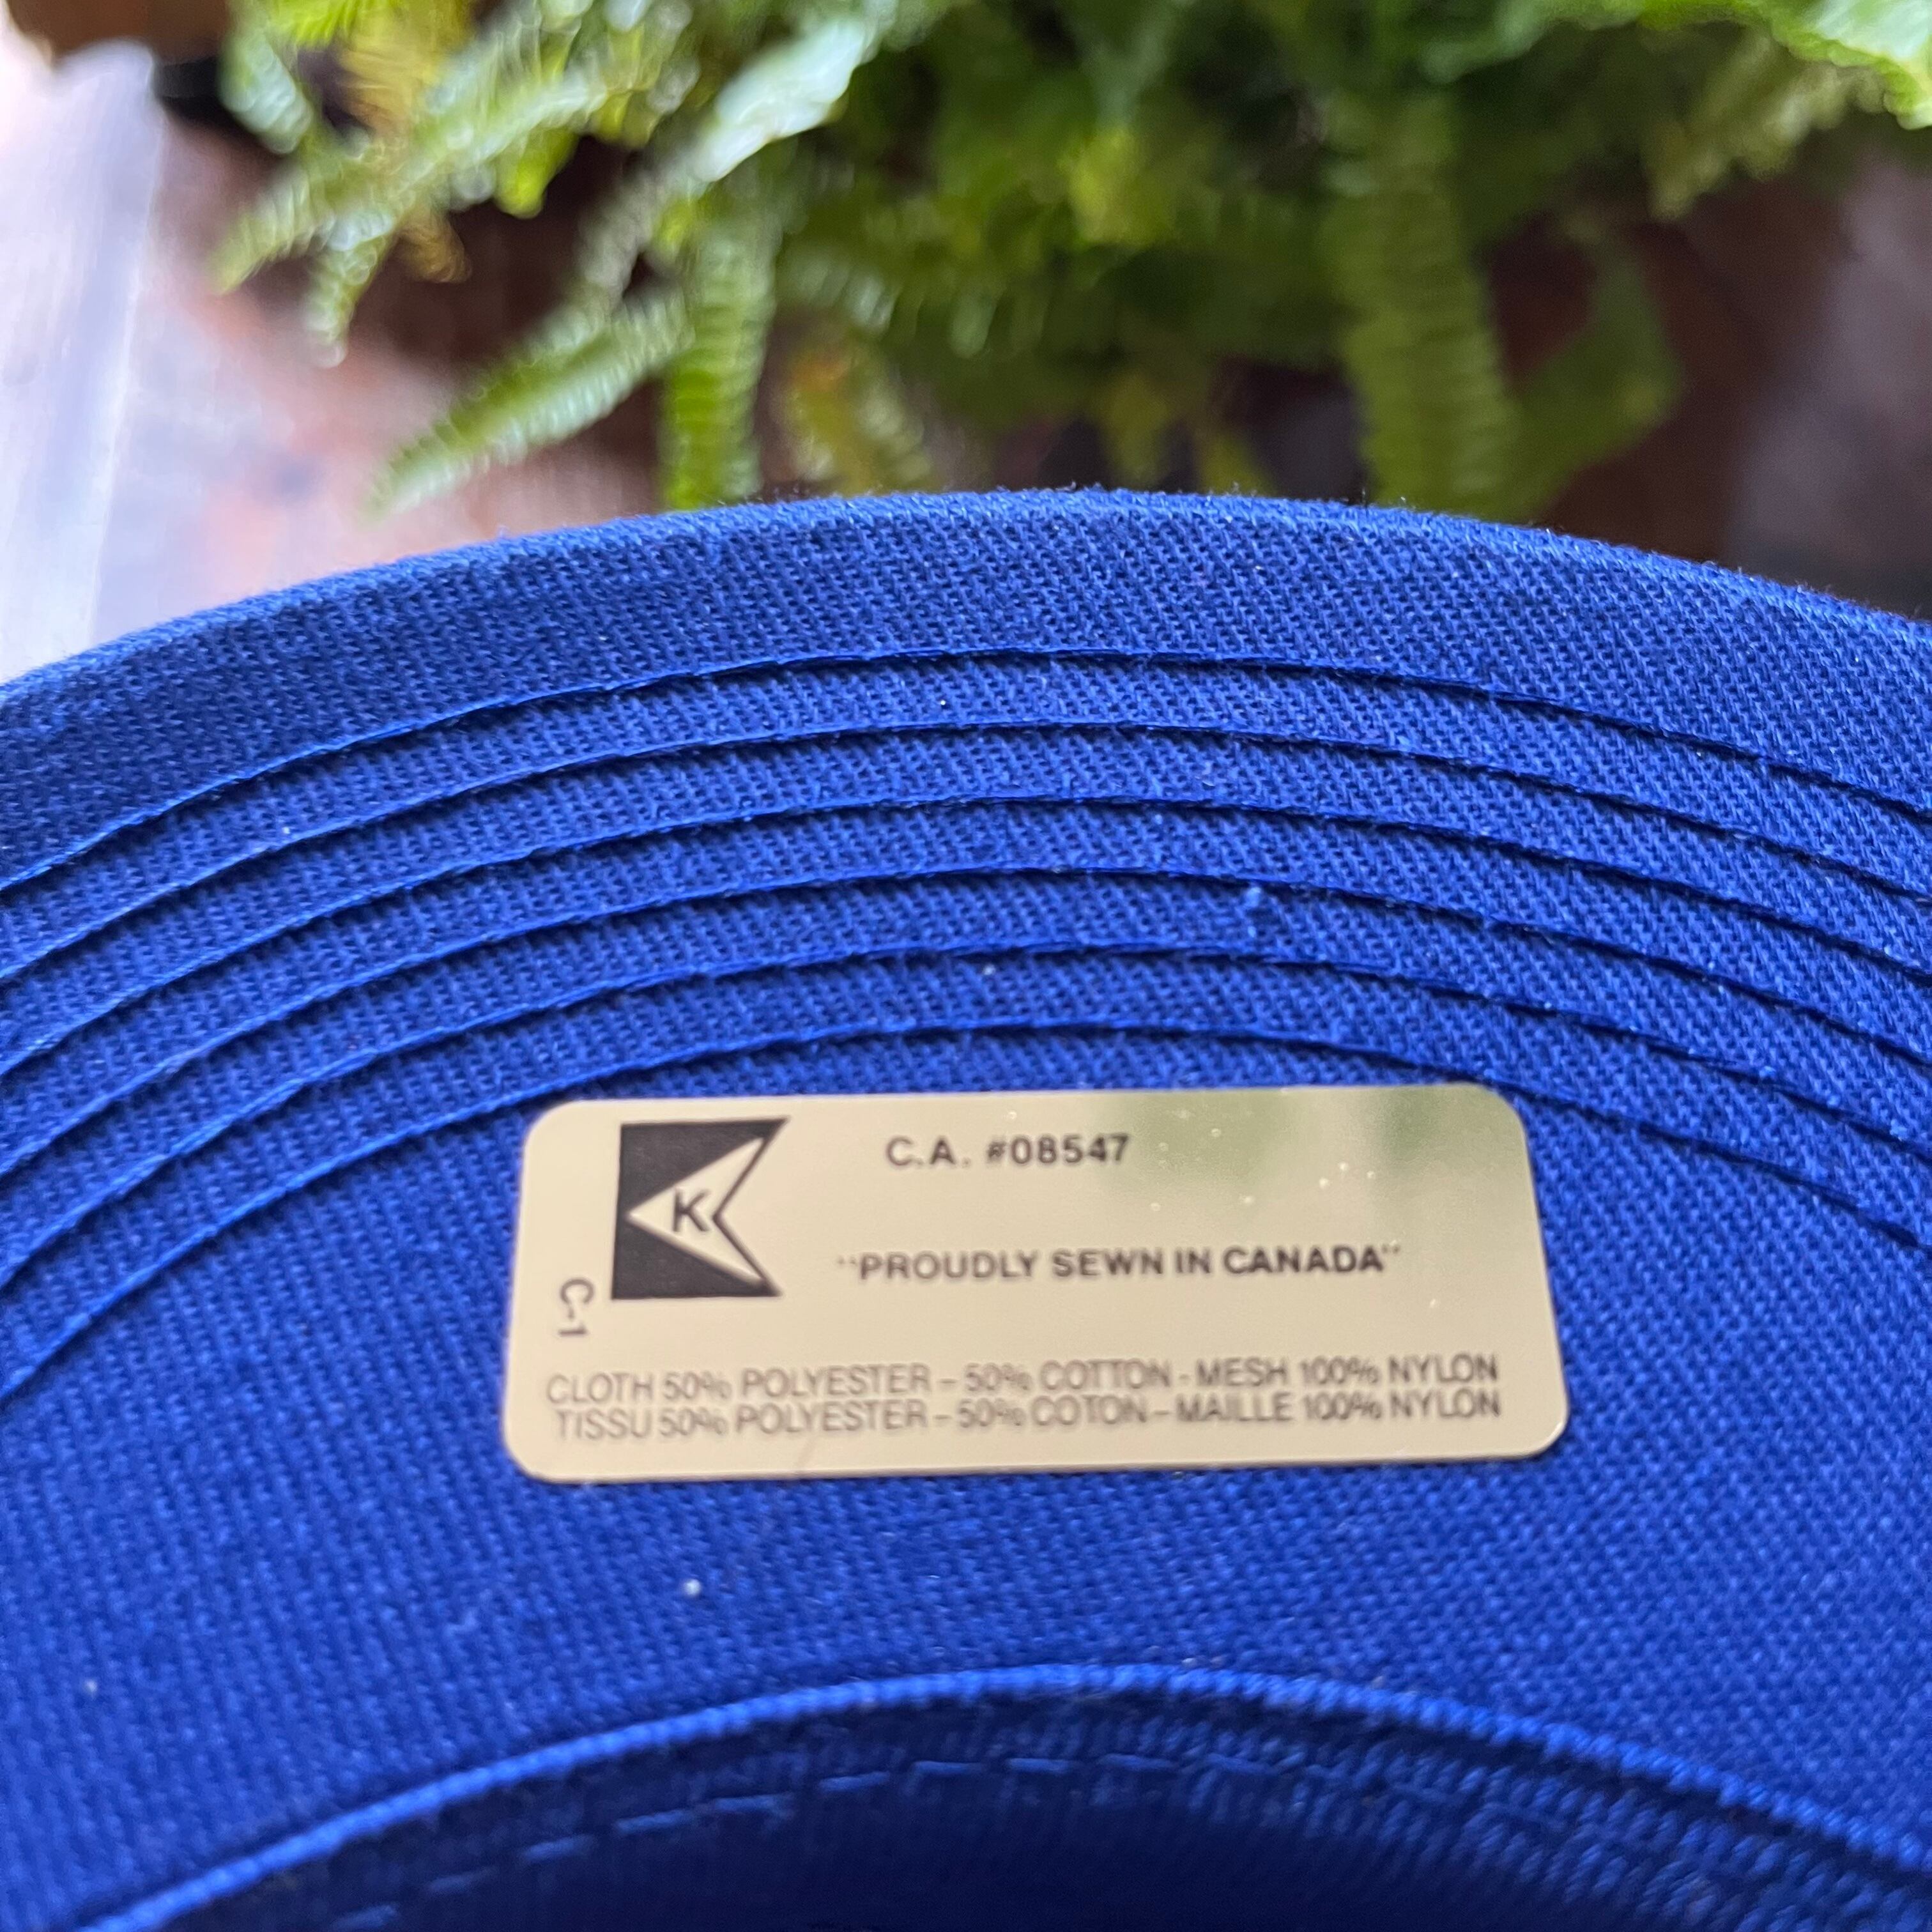 K
C.A. #08547
"PROUDLY SEWN IN CANADA"
C-1
CLOTH 50% POLYESTER – 50% COTTON - MESH 100% NYLON
TISSU 50% POLYESTER – 50% COTON – MAILLE 100% NYLON